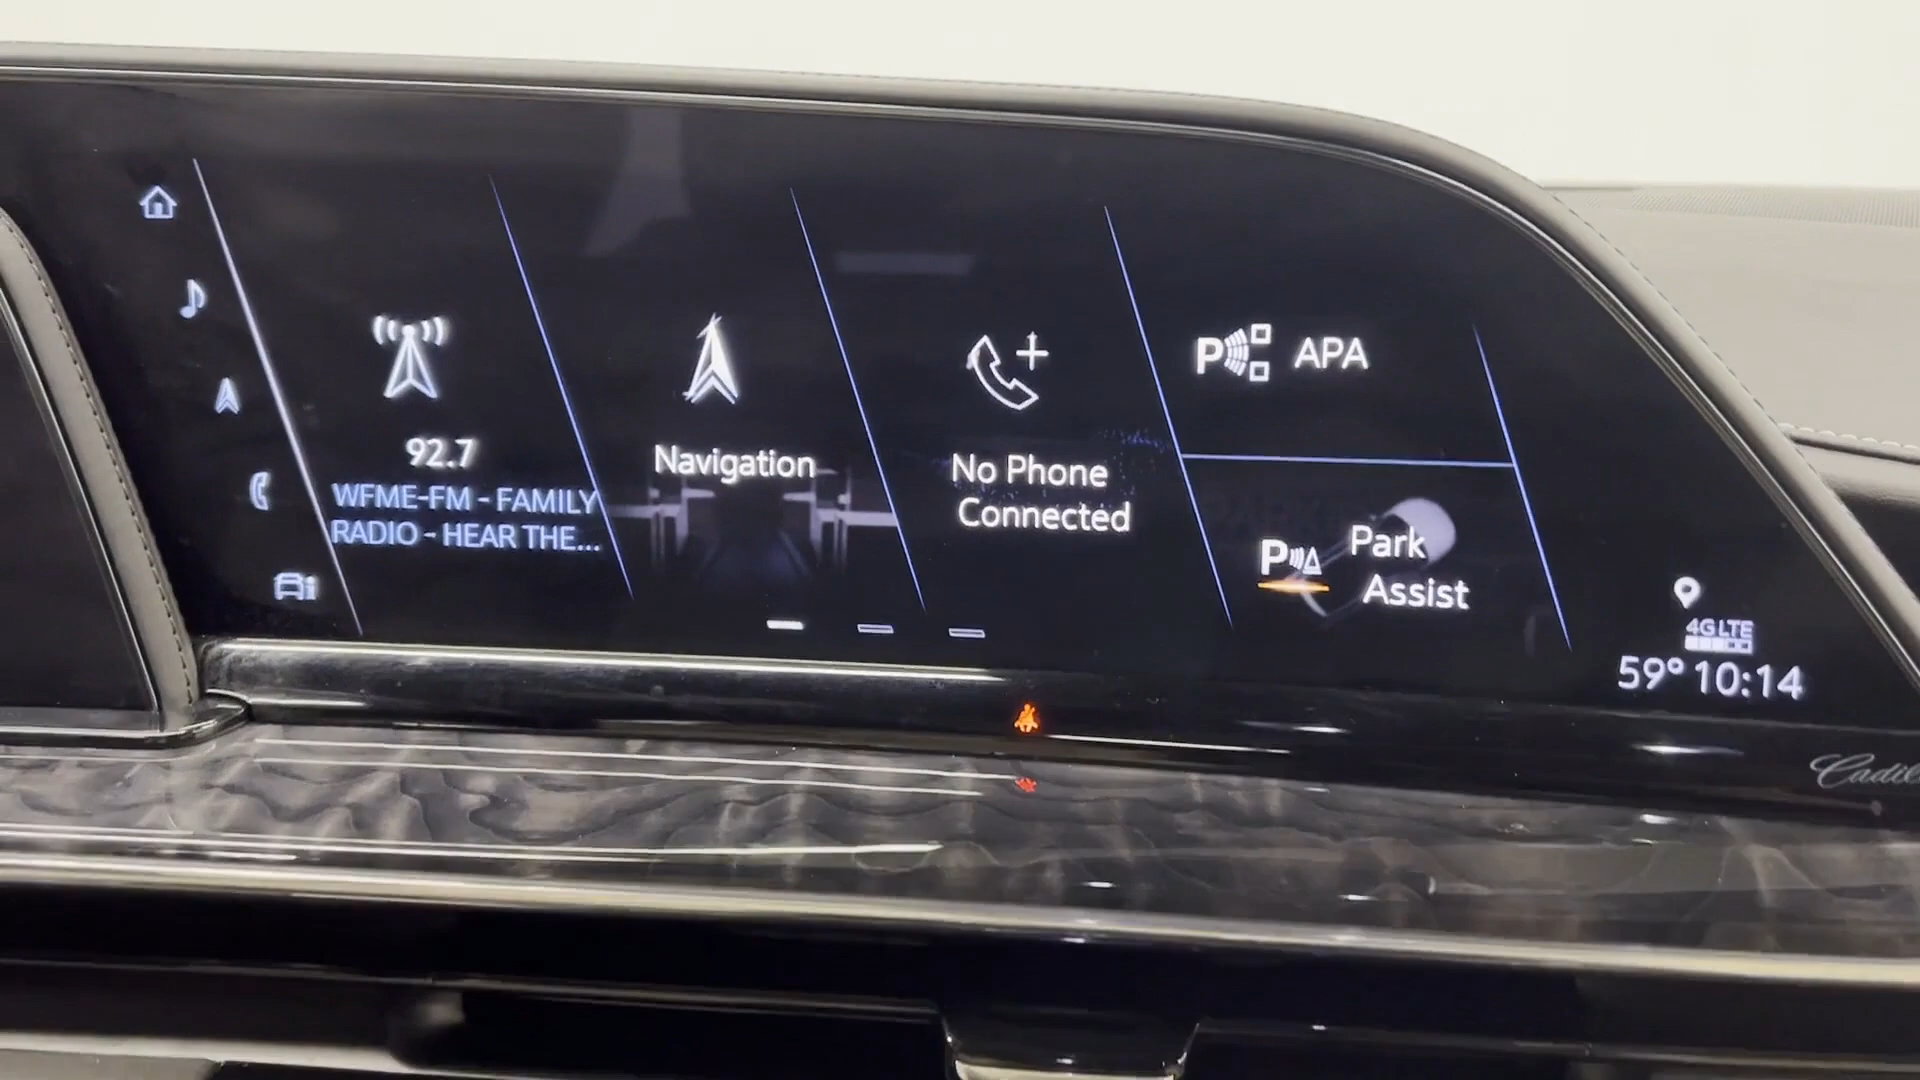 92.7
WFME-FM - FAMILY
RADIO - HEAR THE...
Navigation
No Phone
Connected
P APA
P Park
Assist
4G LTE
59° 10:14